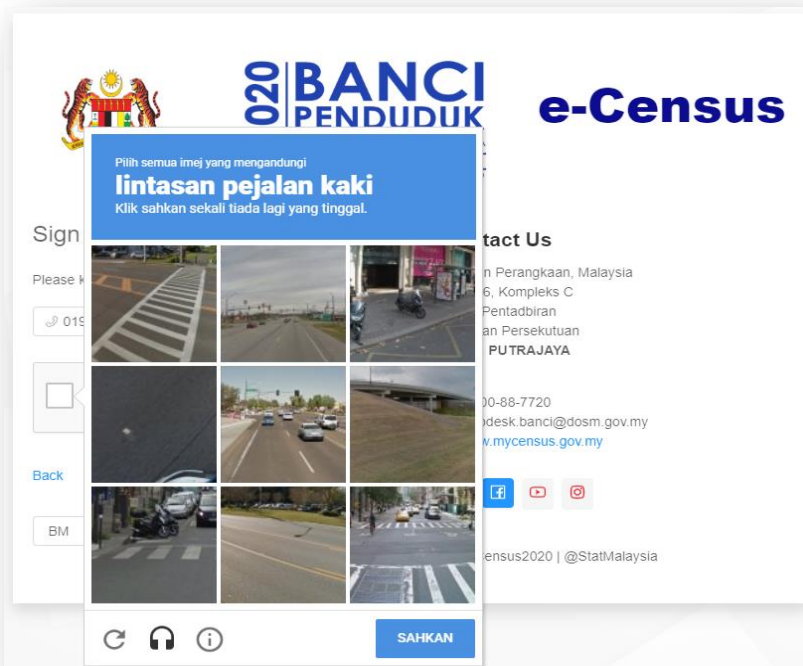 020
BANCI
PENDUDUK
e-Census
Pilih semua imej yang mengandungi
lintasan pejalan kaki
Klik sahkan sekali tiada lagi yang tinggal.
Sign
Please
019
Back
BM
SAHKAN
tact Us
n Perangkaan, Malaysia
6, Kompleks C
Pentadbiran
an Persekutuan
PUTRAJAYA
00-88-7720
desk.banci@dosm.gov.my
.mycensus.gov.my
ensus2020 | @StatMalaysia